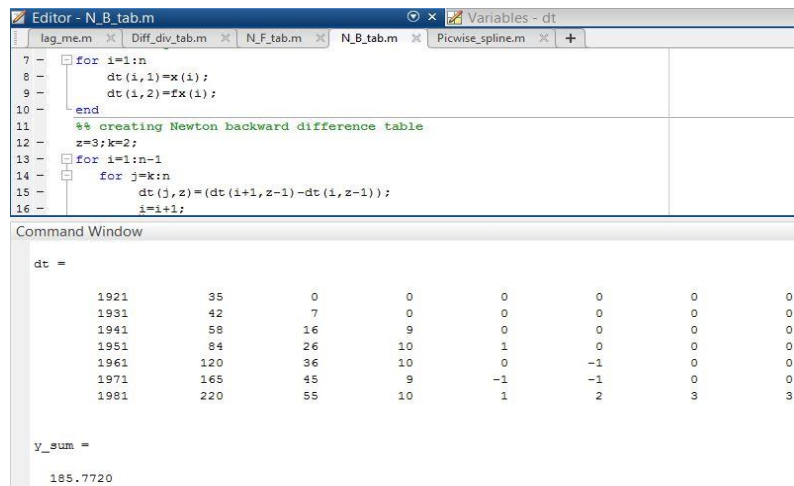 Editor - N_B_tab.m Variables - dt
lag_me.m Diff_div_tab.m N_F_tab.m N_B_tab.m Picwise_spline.m +
7 - for i=1:n
8 - dt(i,1)=x(i);
9 - dt(i,2)=fx(i);
10 - end
11 %% creating Newton backward difference table
12 - z=3;k=2;
13 - for i=1:n-1
14 - for j=k:n
15 - dt(j,z)=(dt(i+1,z-1)-dt(i,z-1));
16 - i=i+1;
Command Window
dt =
1921 35 0 0 0 0 0 0
1931 42 7 0 0 0 0 0
1941 58 16 9 0 0 0 0
1951 84 26 10 1 0 0 0
1961 120 36 10 0 -1 0 0
1971 165 45 9 -1 -1 0 0
1981 220 55 10 1 2 3 3
y_sum =
185.7720